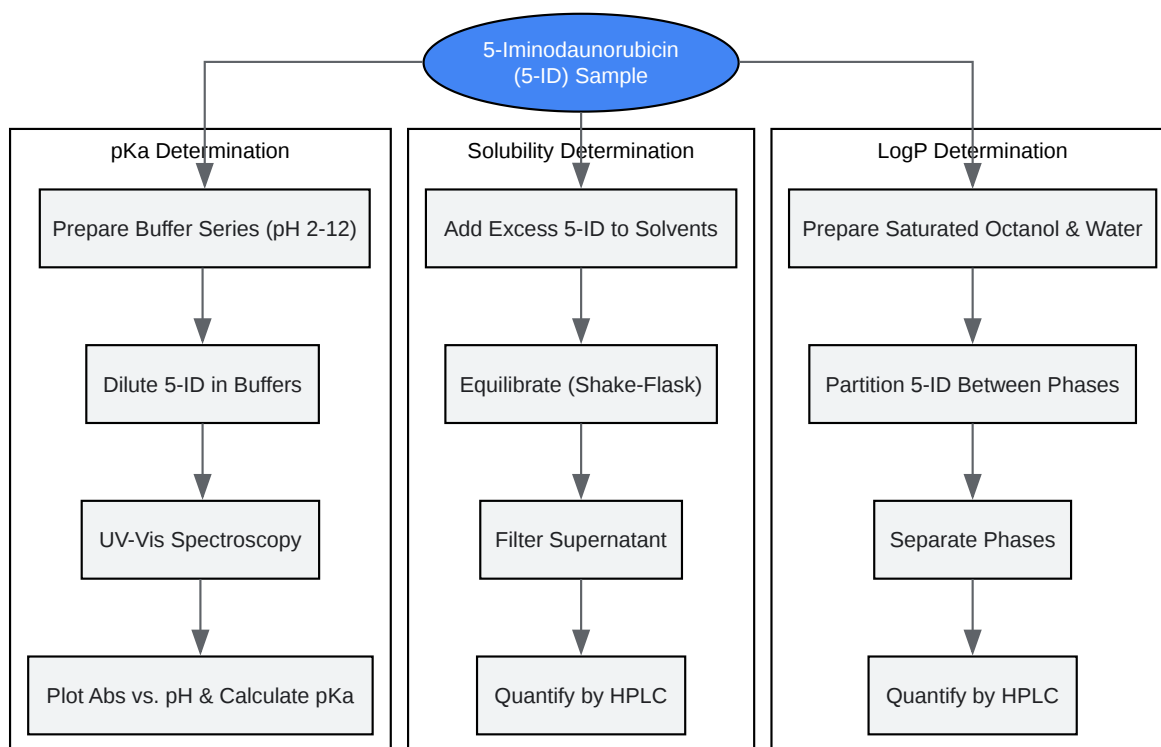 5-Iminodaunorubicin
(5-ID) Sample
pKa Determination
Prepare Buffer Series (pH 2-12)
Dilute 5-ID in Buffers
UV-Vis Spectroscopy
Plot Abs vs. pH & Calculate pKa
Solubility Determination
Add Excess 5-ID to Solvents
Equilibrate (Shake-Flask)
Filter Supernatant
Quantify by HPLC
LogP Determination
Prepare Saturated Octanol & Water
Partition 5-ID Between Phases
Separate Phases
Quantify by HPLC